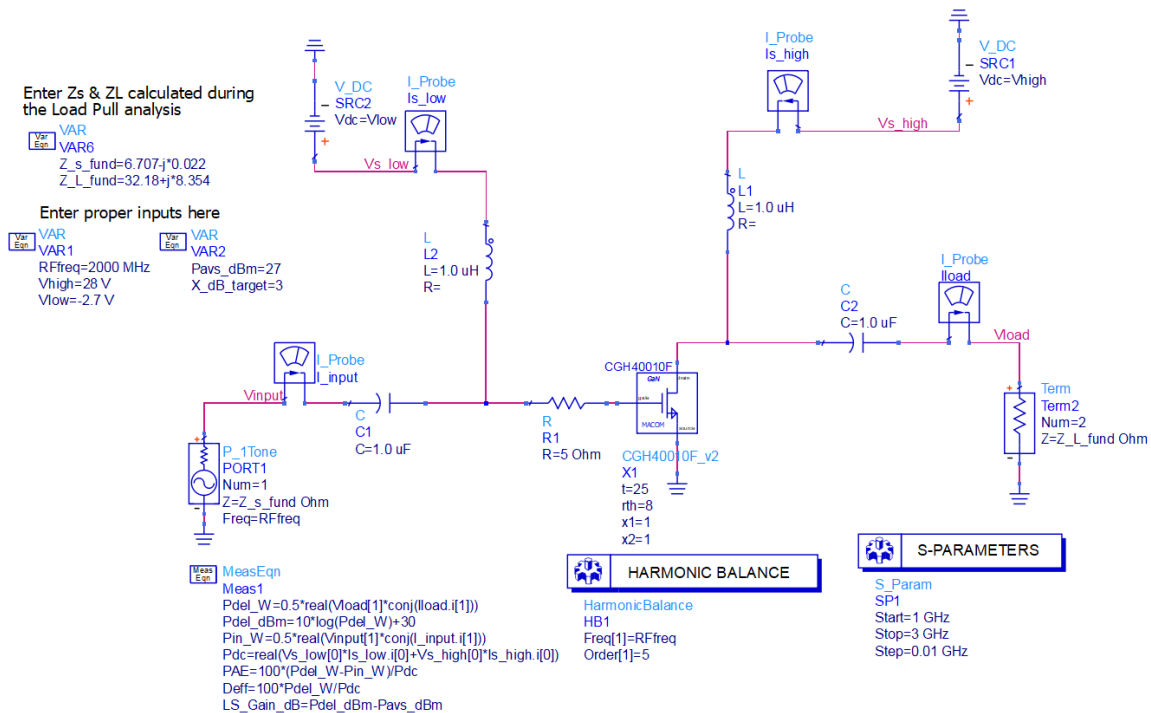 Enter Zs & ZL calculated during
the Load Pull analysis
Var
Eqn
VAR
VAR6
Z_s_fund=6.707-j*0.022
Z_L_fund=32.18+j*8.354
Enter proper inputs here
Var
Eqn
VAR
VAR1
RFfreq=2000 MHz
Vhigh=28 V
Vlow=-2.7 V
Var
Eqn
VAR
VAR2
Pavs_dBm=27
X_dB_target=3
V_DC
SRC2
Vdc=Vlow
I_Probe
Is_low
Vs_low
L
L2
L=1.0 uH
R=
I_Probe
Is_high
V_DC
SRC1
Vdc=Vhigh
Vs_high
L
L1
L=1.0 uH
R=
I_Probe
I_input
Vinput
C
C1
C=1.0 uF
P_1Tone
PORT1
Num=1
Z=Z_s_fund Ohm
Freq=RFfreq
R
R1
R=5 Ohm
CGH40010F
GaN
MACOM
CGH40010F_v2
X1
t=25
rth=8
x1=1
x2=1
C
C2
C=1.0 uF
I_Probe
Iload
Vload
Term
Term2
Num=2
Z=Z_L_fund Ohm
Meas
Eqn
MeasEqn
Meas1
Pdel_W=0.5*real(Vload[1]*conj(Iload.i[1]))
Pdel_dBm=10*log(Pdel_W)+30
Pin_W=0.5*real(Vinput[1]*conj(I_input.i[1]))
Pdc=real(Vs_low[0]*Is_low.i[0]+Vs_high[0]*Is_high.i[0])
PAE=100*(Pdel_W-Pin_W)/Pdc
Deff=100*Pdel_W/Pdc
LS_Gain_dB=Pdel_dBm-Pavs_dBm
HARMONIC BALANCE
HarmonicBalance
HB1
Freq[1]=RFfreq
Order[1]=5
S-PARAMETERS
S_Param
SP1
Start=1 GHz
Stop=3 GHz
Step=0.01 GHz